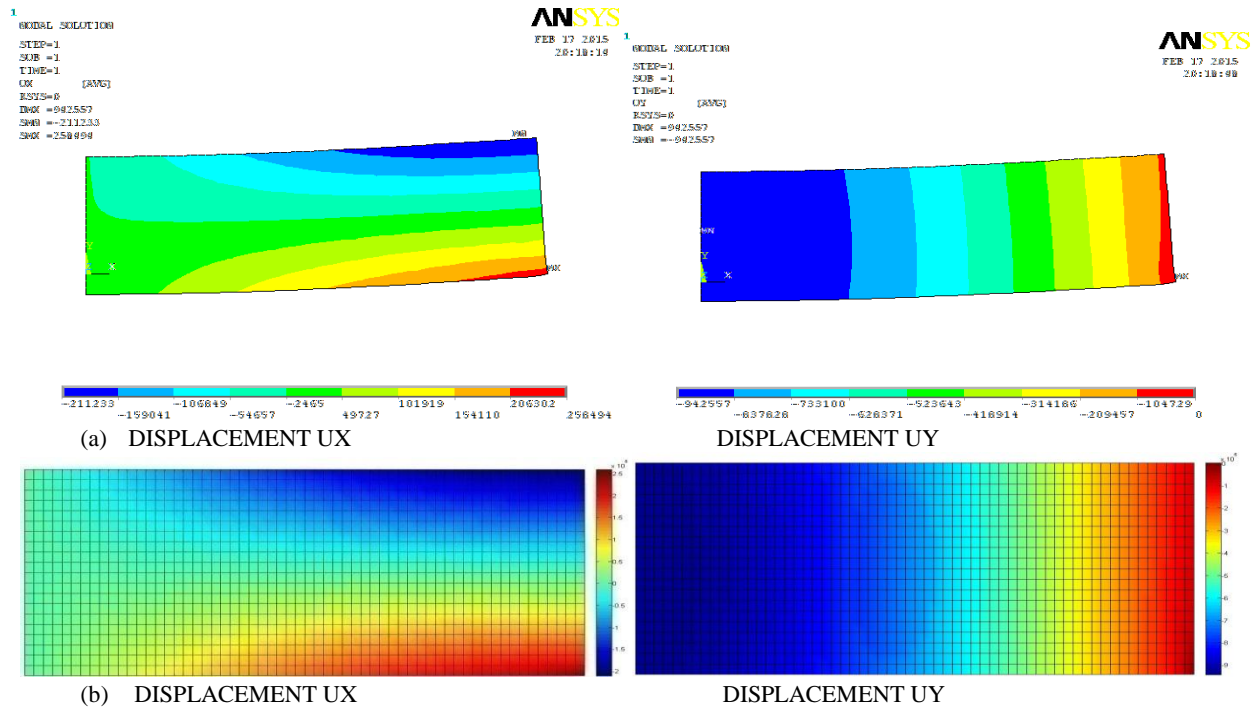 1
NODAL SOLUTION
STEP=1
SUB =1
TIME=1
UX (AVG)
RSYS=0
DMX =942557
SMN =-211233
SMX =258494
ANSYS
FEB 17 2015
MN
Y
X
MX
-211233 -106849 -2465 101919 206302
-159041 -54657 49727 154110 258494
1
NODAL SOLUTION
STEP=1
SUB =1
TIME=1
UY (AVG)
RSYS=0
DMX =942557
SMN =-942557
ANSYS
FEB 17 2015
MN
Y
X
MX
-942557 -733100 -523643 -314186 -104729
-418914 -209457 0
(a) DISPLACEMENT UX
DISPLACEMENT UY
2.5
2
1.5
1
0.5
0
-0.5
-1
-1.5
-2
0
-1
-2
-3
-4
-5
-6
-7
-8
-9
(b) DISPLACEMENT UX
DISPLACEMENT UY